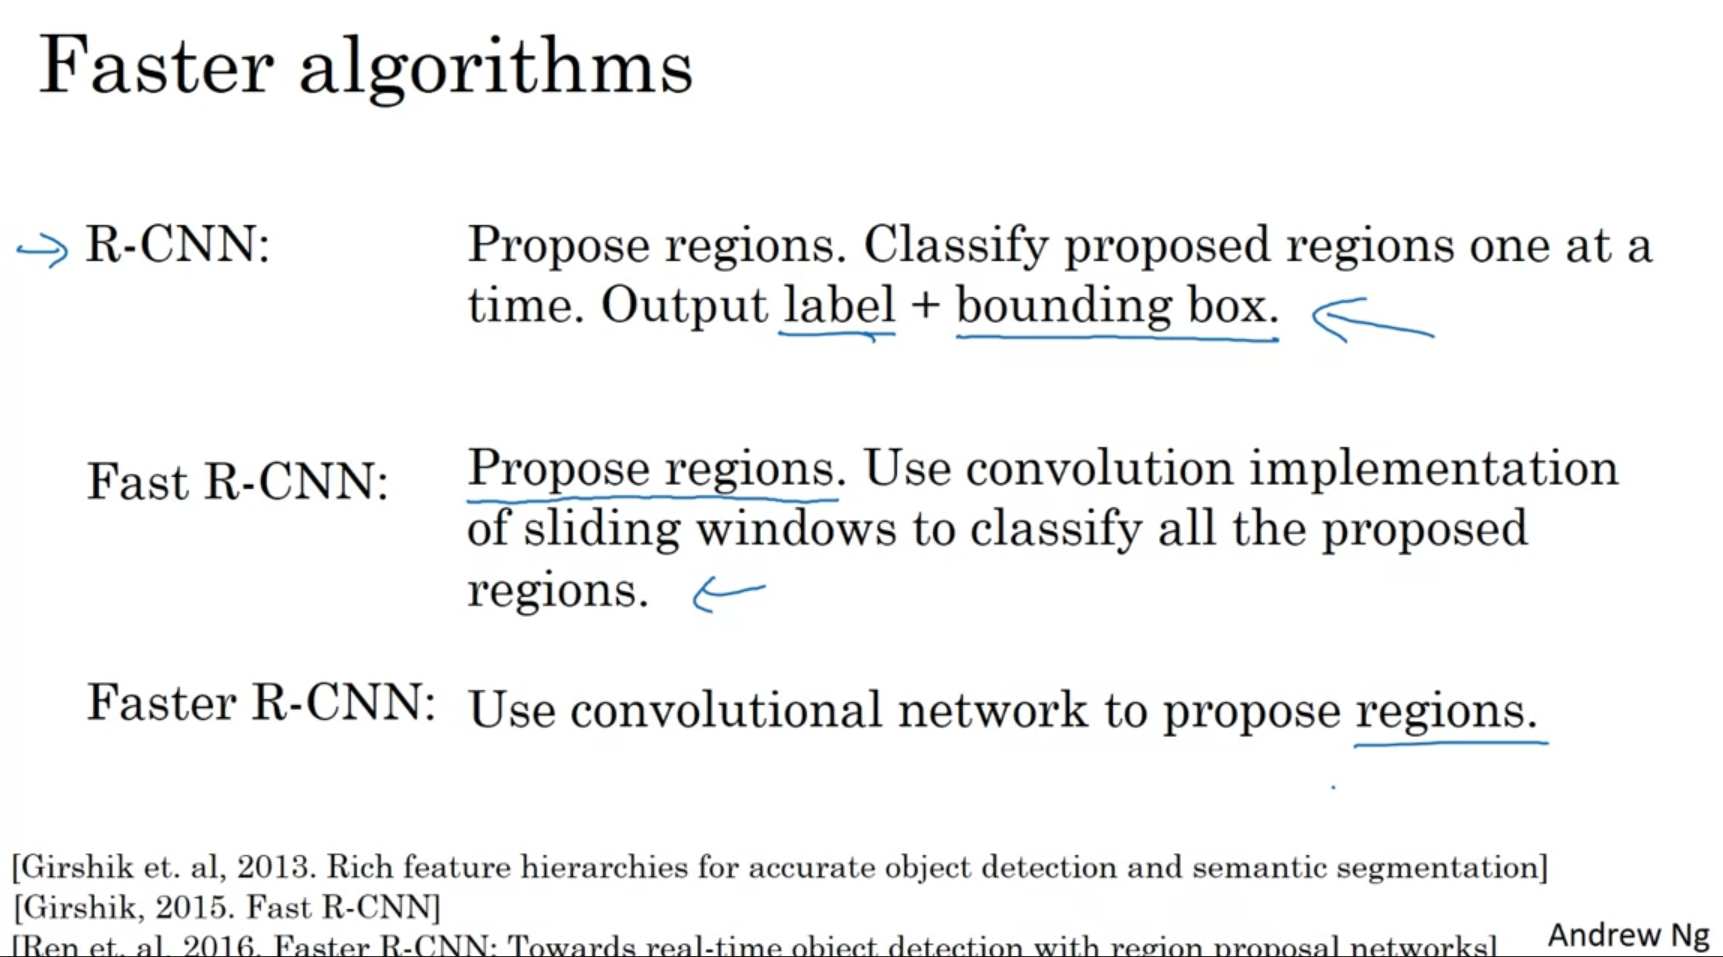 Faster algorithms
R-CNN: Propose regions. Classify proposed regions one at a
time. Output label + bounding box.
Fast R-CNN: Propose regions. Use convolution implementation
of sliding windows to classify all the proposed
regions.
Faster R-CNN: Use convolutional network to propose regions.
[Girshik et. al, 2013. Rich feature hierarchies for accurate object detection and semantic segmentation]
[Girshik, 2015. Fast R-CNN]
[Ren et. al, 2016. Faster R-CNN: Towards real-time object detection with region proposal networks]
Andrew Ng